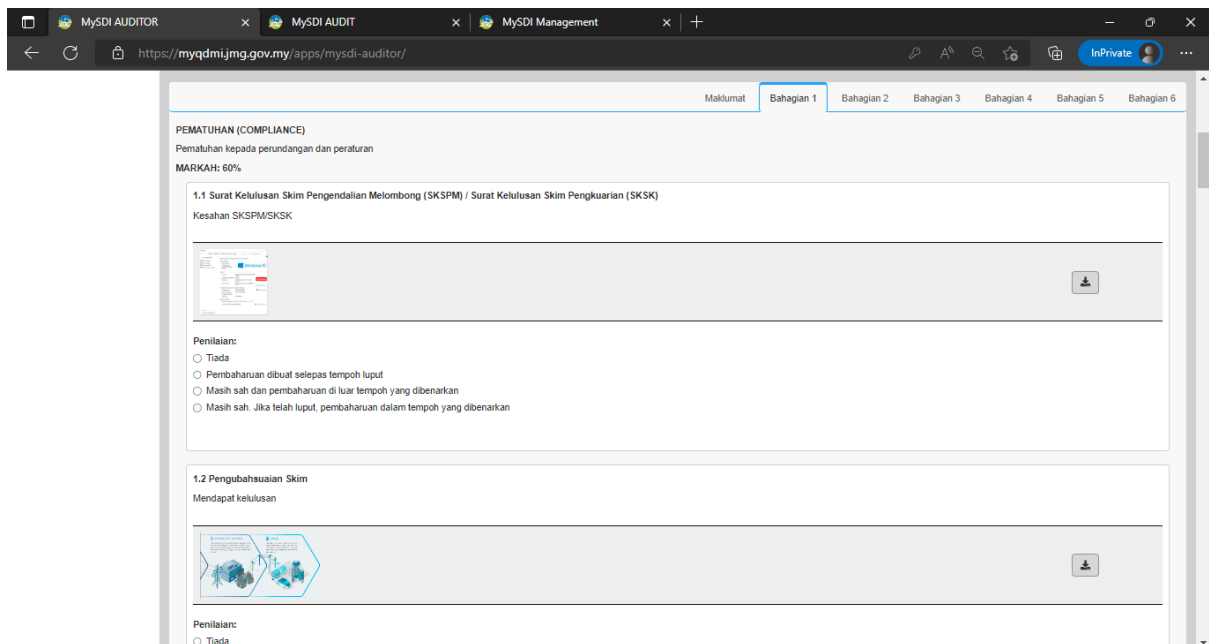 MySDI AUDITOR
MySDI AUDIT
MySDI Management
https://myqdmi.jmg.gov.my/apps/mysdi-auditor/
InPrivate
Maklumat Bahagian 1 Bahagian 2 Bahagian 3 Bahagian 4 Bahagian 5 Bahagian 6
PEMATUHAN (COMPLIANCE)
Pematuhan kepada perundangan dan peraturan
MARKAH: 60%
1.1 Surat Kelulusan Skim Pengendalian Melombong (SKSPM) / Surat Kelulusan Skim Pengkuarian (SKSK)
Kesahan SKSPM/SKSK
Penilaian:
Tiada
Pembaharuan dibuat selepas tempoh luput
Masih sah dan pembaharuan di luar tempoh yang dibenarkan
Masih sah. Jika telah luput, pembaharuan dalam tempoh yang dibenarkan
1.2 Pengubahsuaian Skim
Mendapat kelulusan
Penilaian:
Tiada